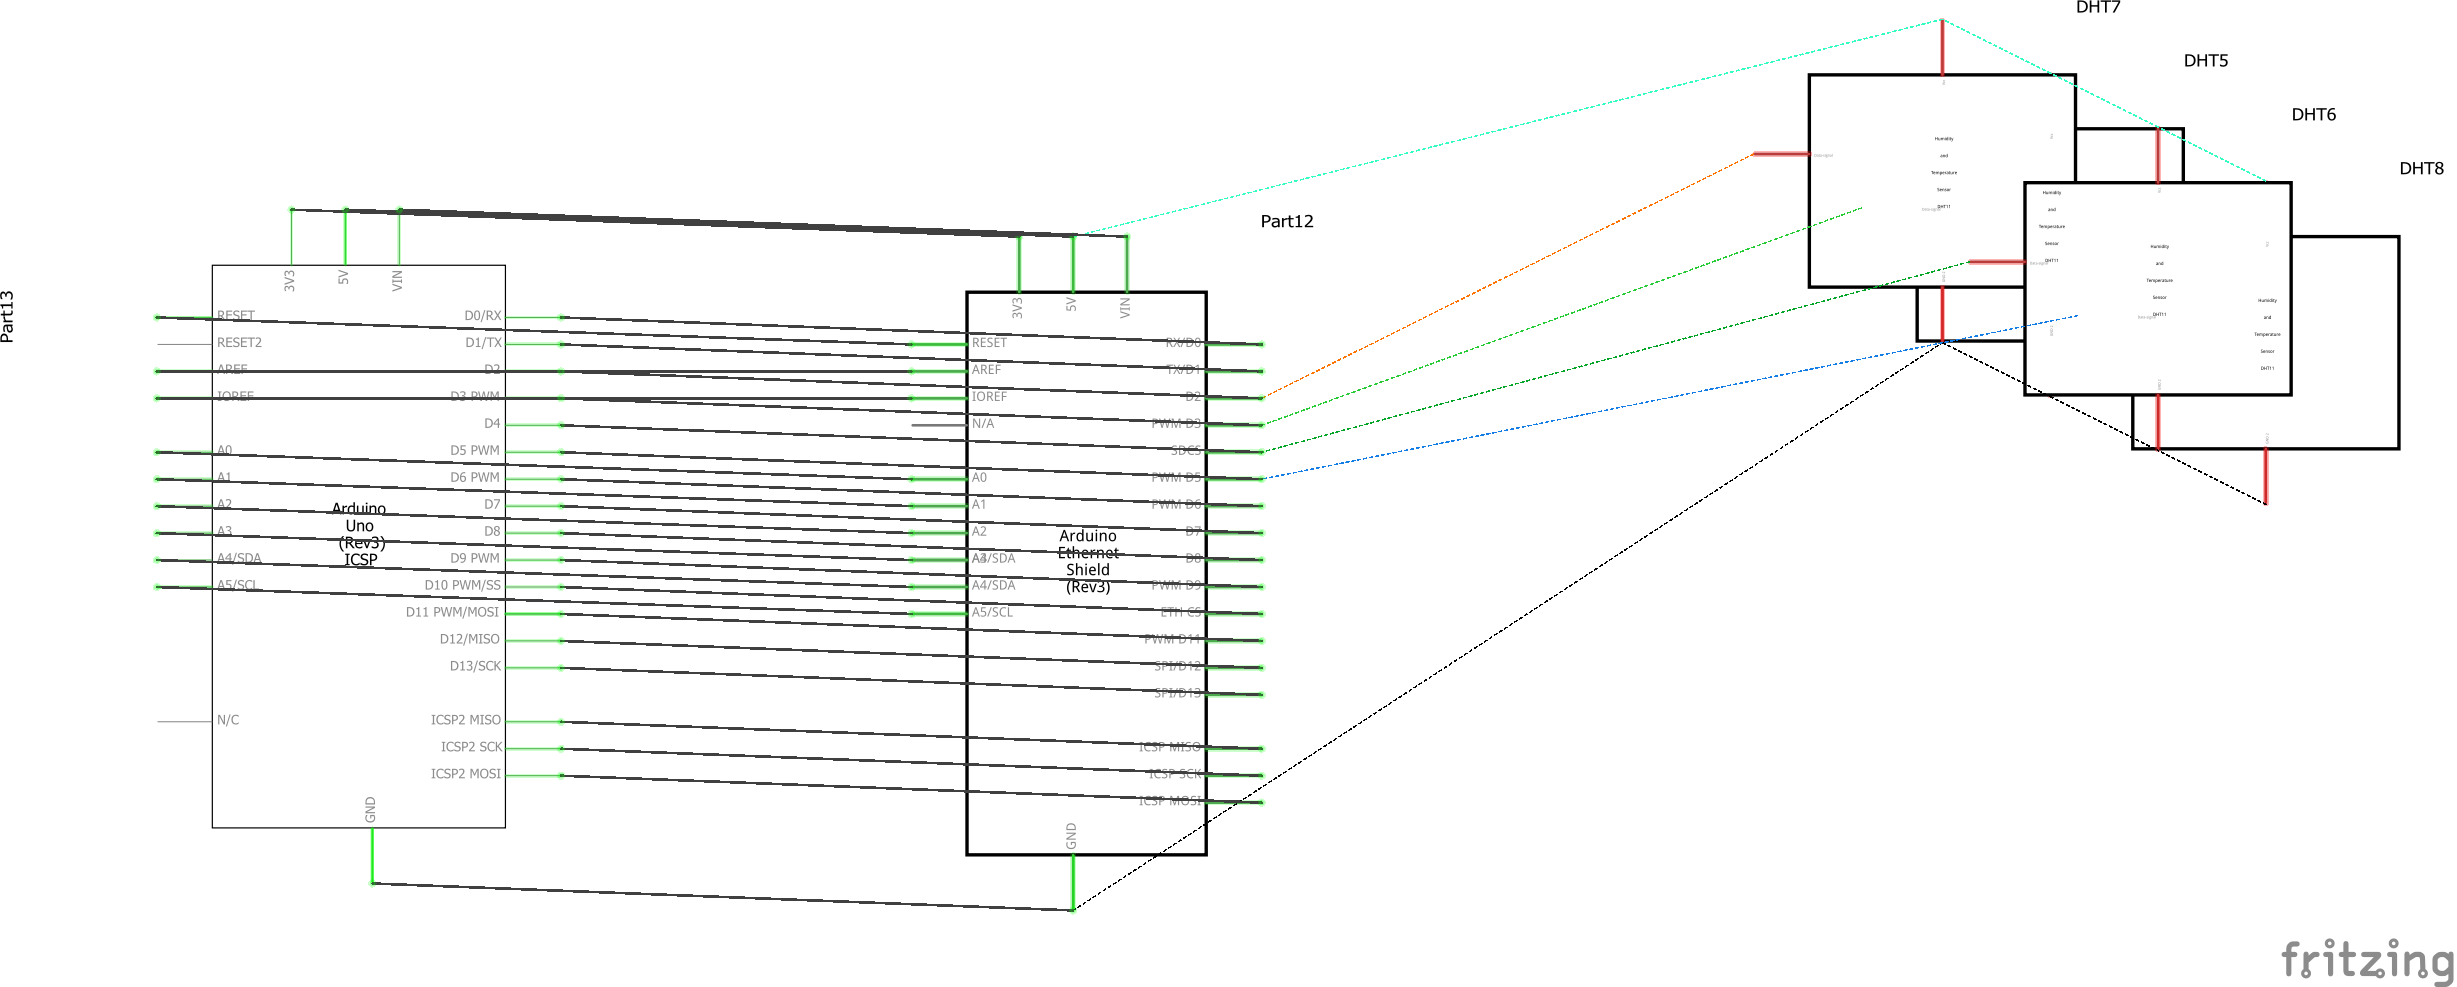 DHT7
DHT5
DHT6
DHT8
Part12
Part13
3V3
5V
VIN
RESET
RESET2
AREF
IOREF
A0
A1
A2
A3
A4/SDA
A5/SCL
N/C
D0/RX
D1/TX
D2
D3 PWM
D4
D5 PWM
D6 PWM
D7
D8
D9 PWM
D10 PWM/SS
D11 PWM/MOSI
D12/MISO
D13/SCK
ICSP2 MISO
ICSP2 SCK
ICSP2 MOSI
GND
Arduino
Uno
(Rev3)
ICSP
3V3
5V
VIN
RESET
AREF
IOREF
N/A
A0
A1
A2
A4/SDA
A5/SCL
RX/D0
TX/D1
D2
PWM D3
SDCS
PWM D5
PWM D6
D7
D8
PWM D9
ETH CS
PWM D11
SPI/D12
SPI/D13
ICSP MISO
ICSP SCK
ICSP MOSI
GND
Arduino
Ethernet
Shield
(Rev3)
Humidity
and
Temperature
Sensor
DHT11
Humidity
and
Temperature
Sensor
DHT11
Humidity
and
Temperature
Sensor
DHT11
Humidity
and
Temperature
Sensor
DHT11
fritzing